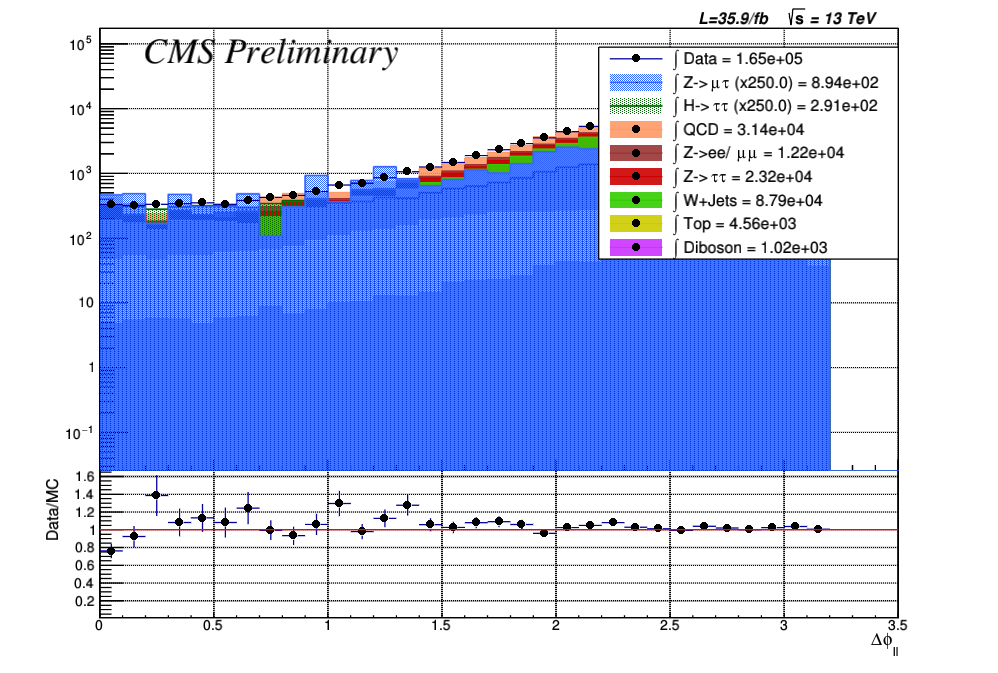 L=35.9/fb √s = 13 TeV
CMS Preliminary
10⁵
10⁴
10³
10²
10
1
10⁻¹
∫ Data = 1.65e+05
∫ Z-> μτ (x250.0) = 8.94e+02
∫ H-> ττ (x250.0) = 2.91e+02
∫ QCD = 3.14e+04
∫ Z->ee/ μμ = 1.22e+04
∫ Z-> ττ = 2.32e+04
∫ W+Jets = 8.79e+04
∫ Top = 4.56e+03
∫ Diboson = 1.02e+03
Data/MC
1.6
1.4
1.2
1
0.8
0.6
0.4
0.2
0 0.5 1 1.5 2 2.5 3 3.5
Δϕ_ll